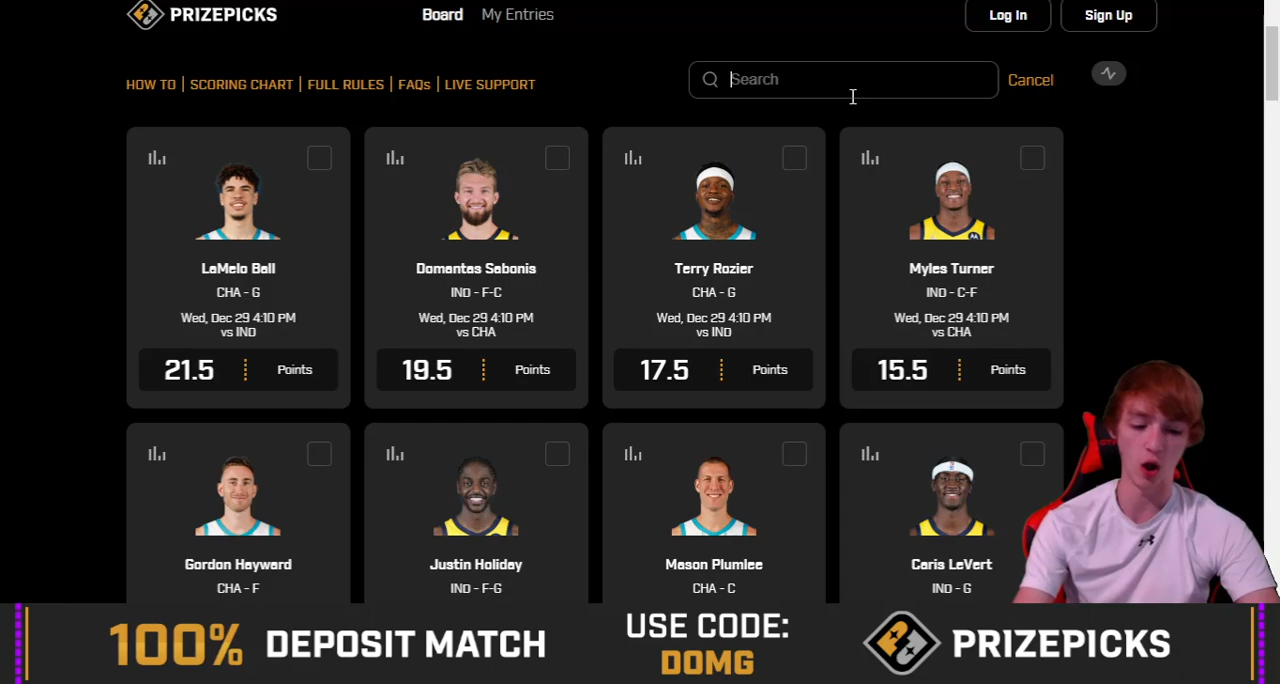 PRIZEPICKS
Board My Entries
Log In Sign Up
HOW TO | SCORING CHART | FULL RULES | FAQs | LIVE SUPPORT
Search
Cancel
LaMelo Ball
CHA - G
Wed, Dec 29 4:10 PM
vs IND
21.5 Points
Domantas Sabonis
IND - F-C
Wed, Dec 29 4:10 PM
vs CHA
19.5 Points
Terry Rozier
CHA - G
Wed, Dec 29 4:10 PM
vs IND
17.5 Points
Myles Turner
IND - C-F
Wed, Dec 29 4:10 PM
vs CHA
15.5 Points
Gordon Hayward
CHA - F
Justin Holiday
IND - F-G
Mason Plumlee
CHA - C
Caris LeVert
IND - G
100% DEPOSIT MATCH
USE CODE:
DOMG
PRIZEPICKS